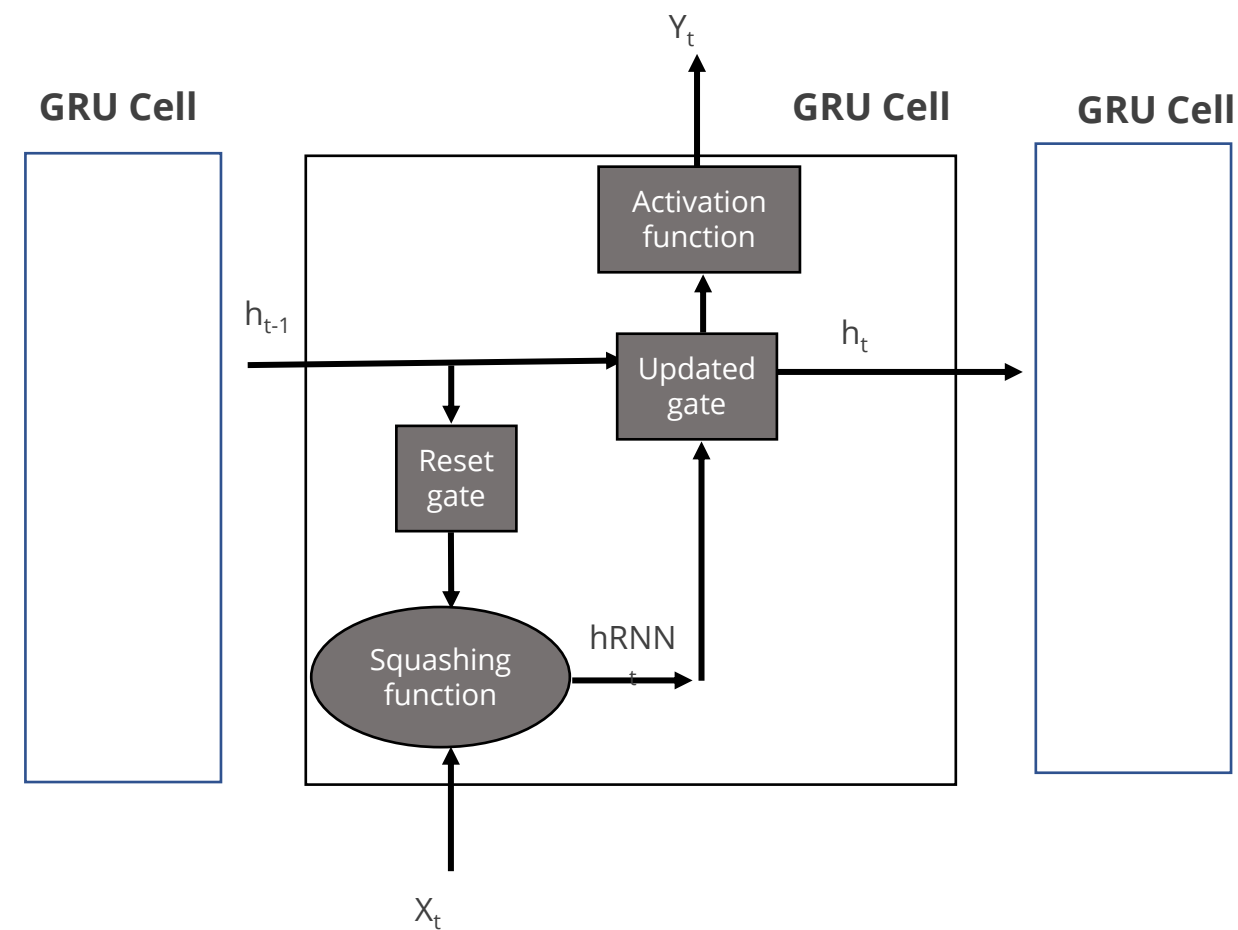 Yt
GRU Cell
GRU Cell
GRU Cell
Activation
function
ht-1
ht
Updated
gate
Reset
gate
hRNN
t
Squashing
function
Xt